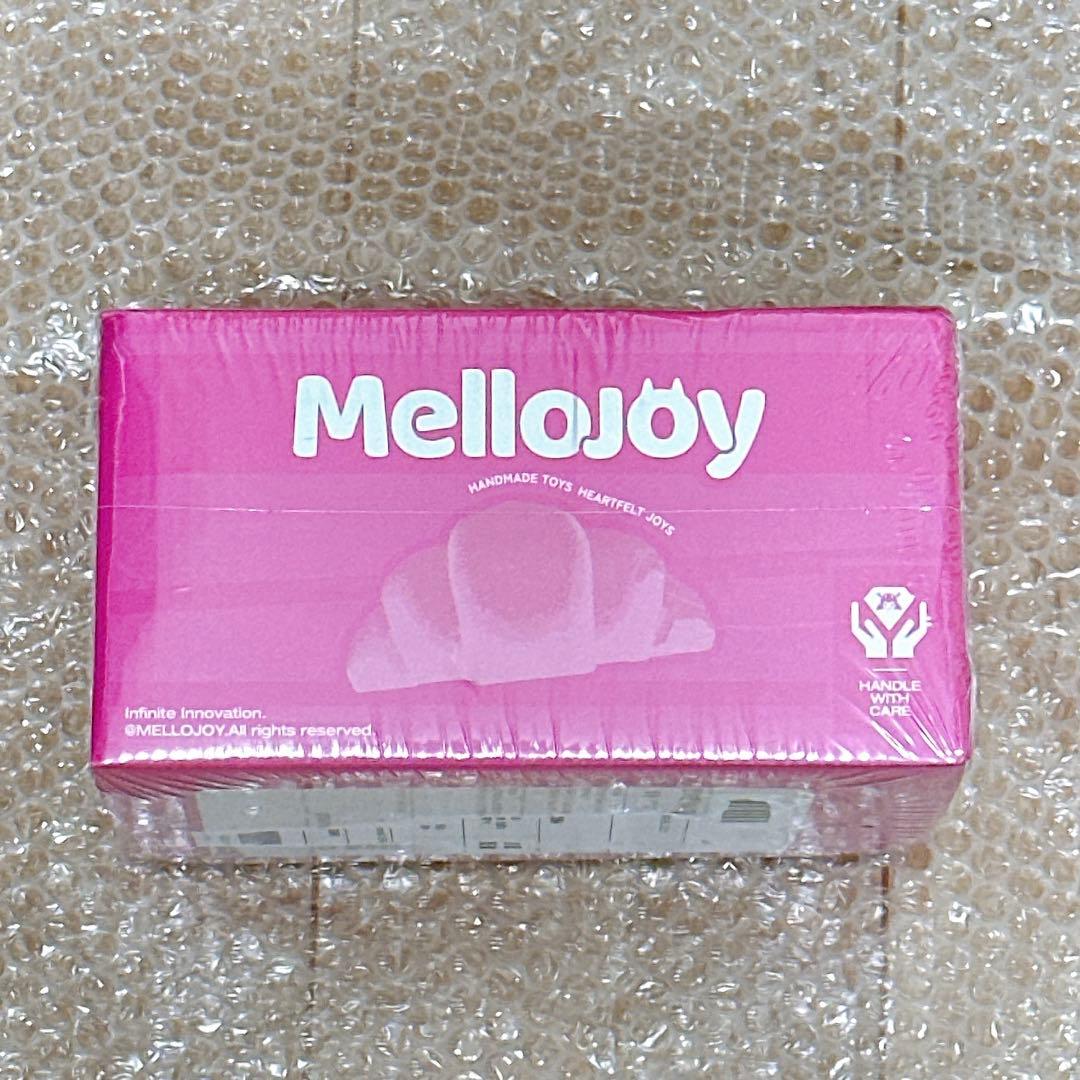 MelloJoy
HANDMADE TOYS HEARTFELT JOYS
Infinite Innovation.
@MELLOJOY.All rights reserved.
HANDLE
WITH
CARE